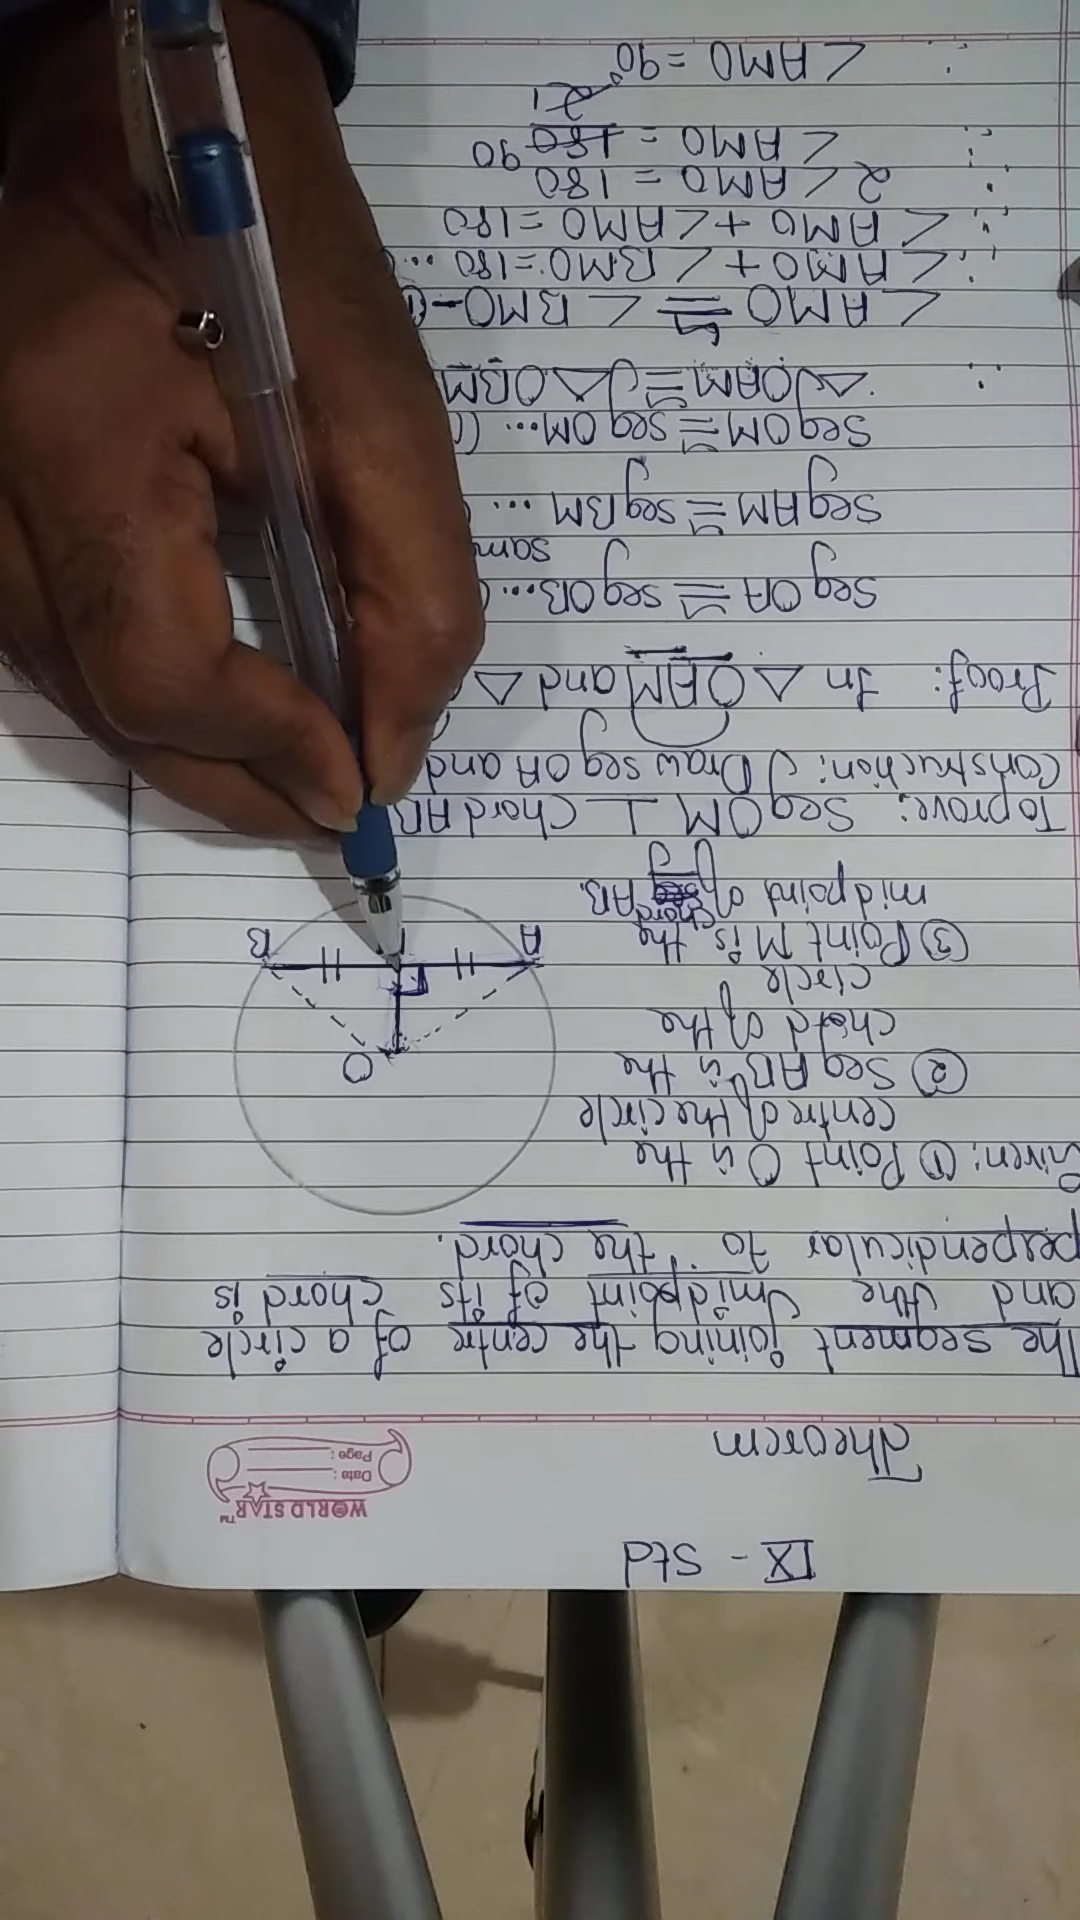 IX - Std
WORLD STAR™
Date :
Page :
Theorem
The segment joining the centre of a circle
and the midpoint of its chord is
perpendicular to the chord.
Given: ① Point O is the
centre of the circle
② Seg AB is the
chord of the
circle
③ Point M is the
midpoint of chord AB.
O
A
B
To prove: Seg OM ⊥ Chord AB
Construction: Draw seg OA and
Proof: In △ OAM and △
Seg OA ≅ seg OB...(
Seg AM ≅ seg BM ...
Seg OM ≅ seg OM...(
∴ △ OAM ≅ △ OBM
∠ AMO ≅ ∠ BMO - ①
∴ ∠ AMO + ∠ BMO = 180 ...(
∴ ∠ AMO + ∠ AMO = 180
∴ 2 ∠ AMO = 180
∴ ∠ AMO = 180 90
2 1
∴ ∠ AMO = 90°